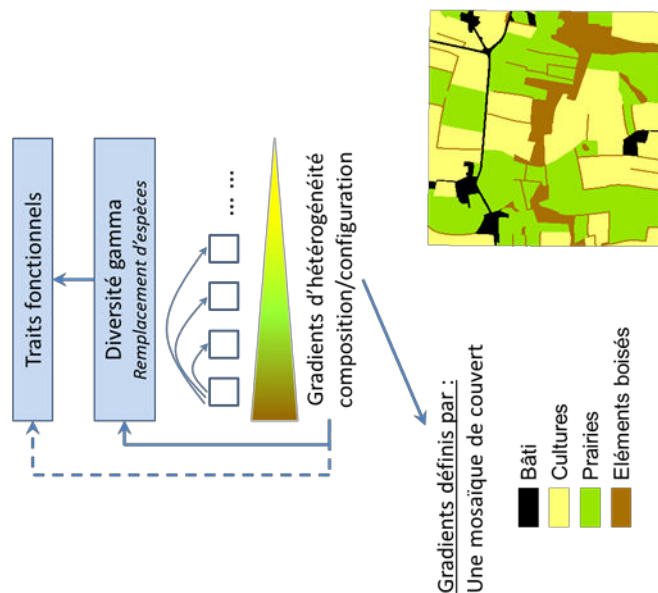 Traits fonctionnels
Diversité gamma
Remplacement d'espèces
... ...
Gradients d'hétérogénéité
composition/configuration
Gradients définis par :
Une mosaïque de couvert
Bâti
Cultures
Prairies
Eléments boisés